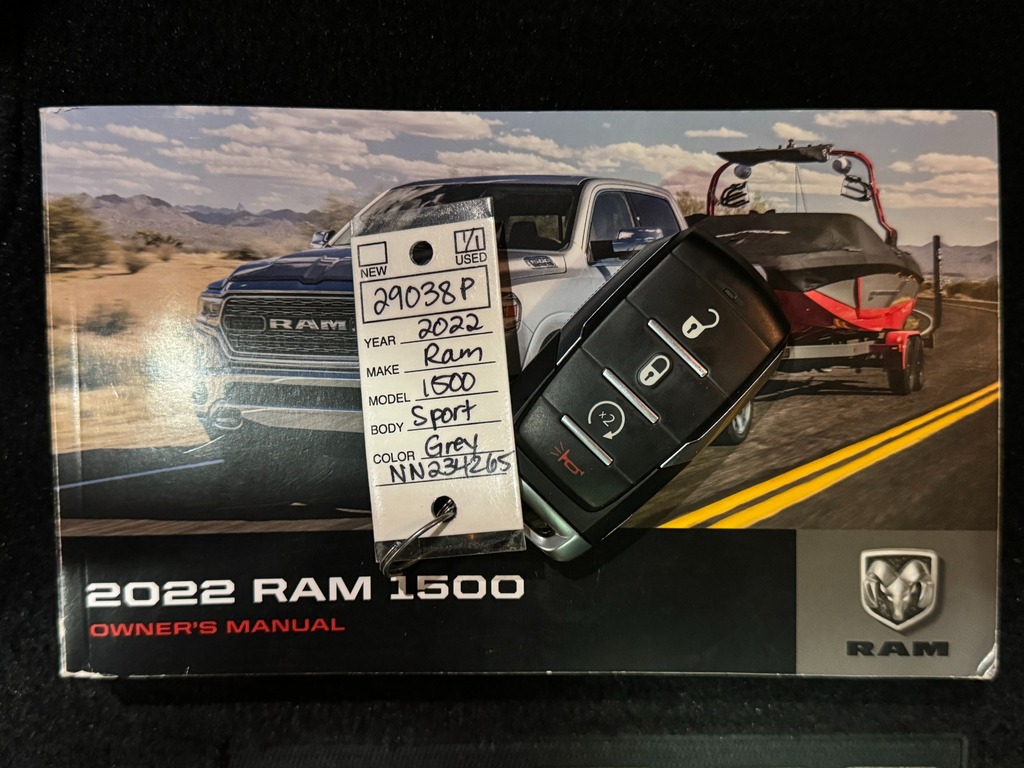 NEW
USED
29038P
YEAR 2022
MAKE Ram
MODEL 1500
BODY Sport
COLOR Grey
NN234265
RAM
x2
2022 RAM 1500
OWNER'S MANUAL
RAM